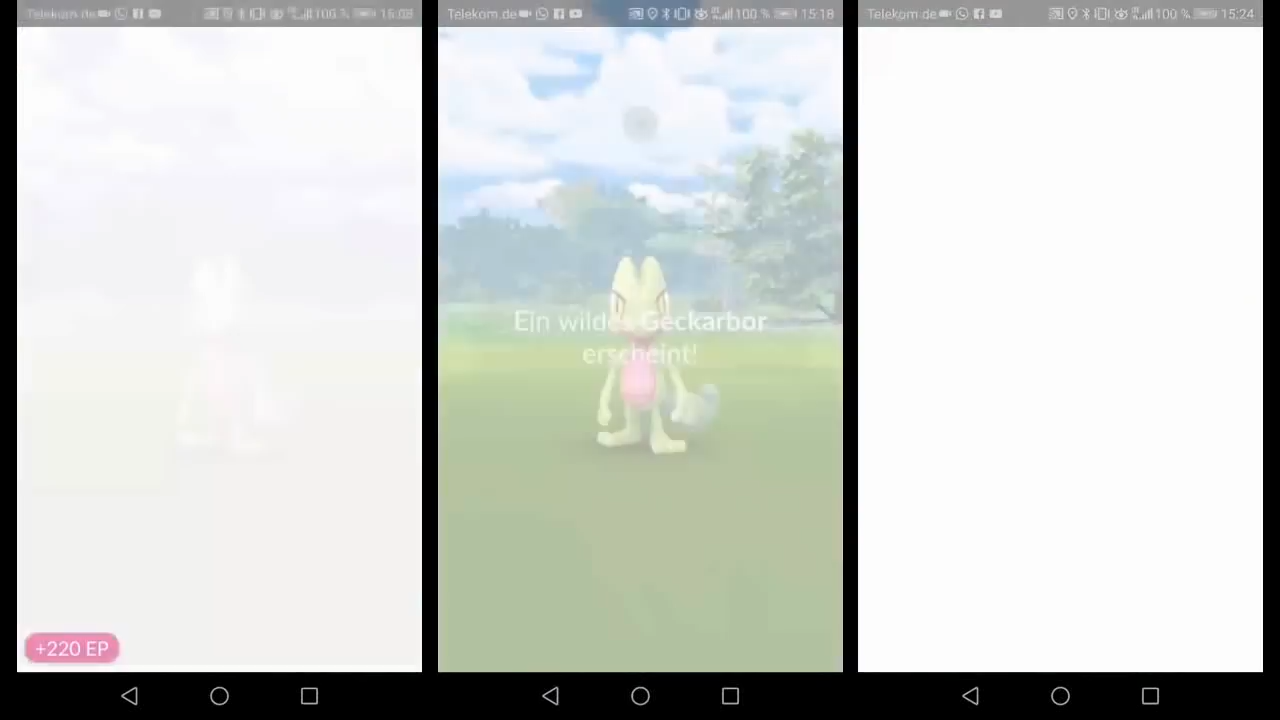 Telekom.de 100 % 15:08
+220 EP
Telekom.de 100 % 15:18
Ein wildes Geckarbor
erscheint!
Telekom.de 100 % 15:24